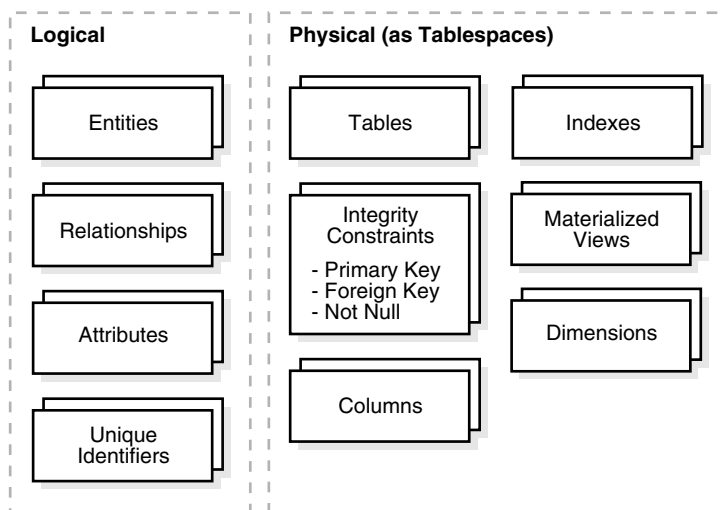 Logical
Entities
Relationships
Attributes
Unique
Identifiers
Physical (as Tablespaces)
Tables
Integrity
Constraints
- Primary Key
- Foreign Key
- Not Null
Columns
Indexes
Materialized
Views
Dimensions